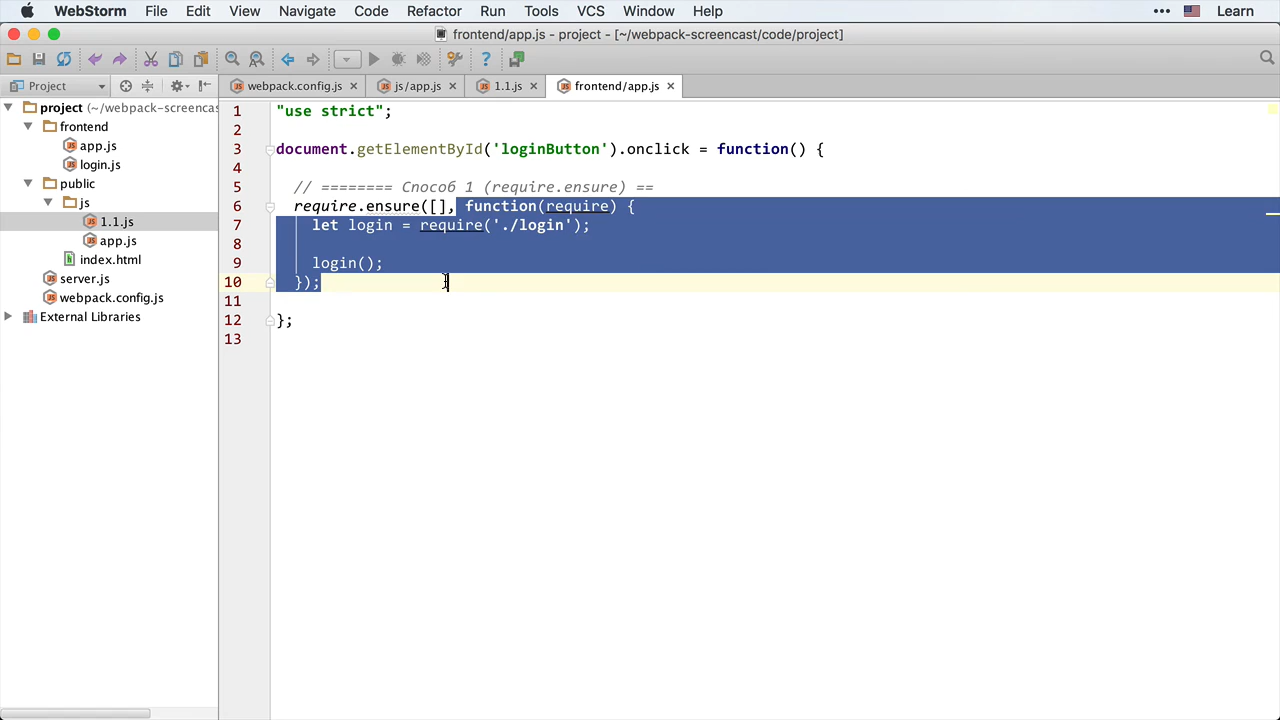 WebStorm File Edit View Navigate Code Refactor Run Tools VCS Window Help ••• Learn
frontend/app.js - project - [~/webpack-screencast/code/project]
Project
webpack.config.js js/app.js 1.1.js frontend/app.js
project (~/webpack-screencas
frontend
app.js
login.js
public
js
1.1.js
app.js
index.html
server.js
webpack.config.js
External Libraries
1 "use strict";
2
3 document.getElementById('loginButton').onclick = function() {
4
5 // ======== Способ 1 (require.ensure) ==
6 require.ensure([], function(require) {
7 let login = require('./login');
8
9 login();
10 });
11
12 };
13